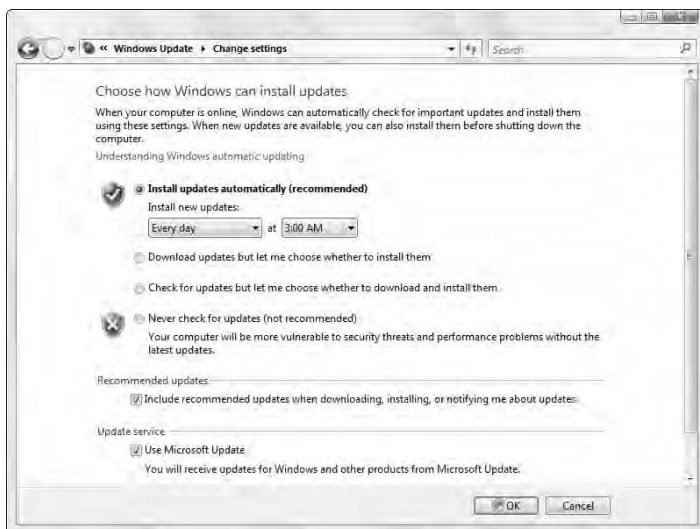 « Windows Update ▸ Change settings
Search
Choose how Windows can install updates
When your computer is online, Windows can automatically check for important updates and install them
using these settings. When new updates are available, you can also install them before shutting down the
computer.
Understanding Windows automatic updating
Install updates automatically (recommended)
Install new updates:
Every day at 3:00 AM
Download updates but let me choose whether to install them
Check for updates but let me choose whether to download and install them
Never check for updates (not recommended)
Your computer will be more vulnerable to security threats and performance problems without the
latest updates.
Recommended updates
Include recommended updates when downloading, installing, or notifying me about updates
Update service
Use Microsoft Update
You will receive updates for Windows and other products from Microsoft Update.
OK Cancel